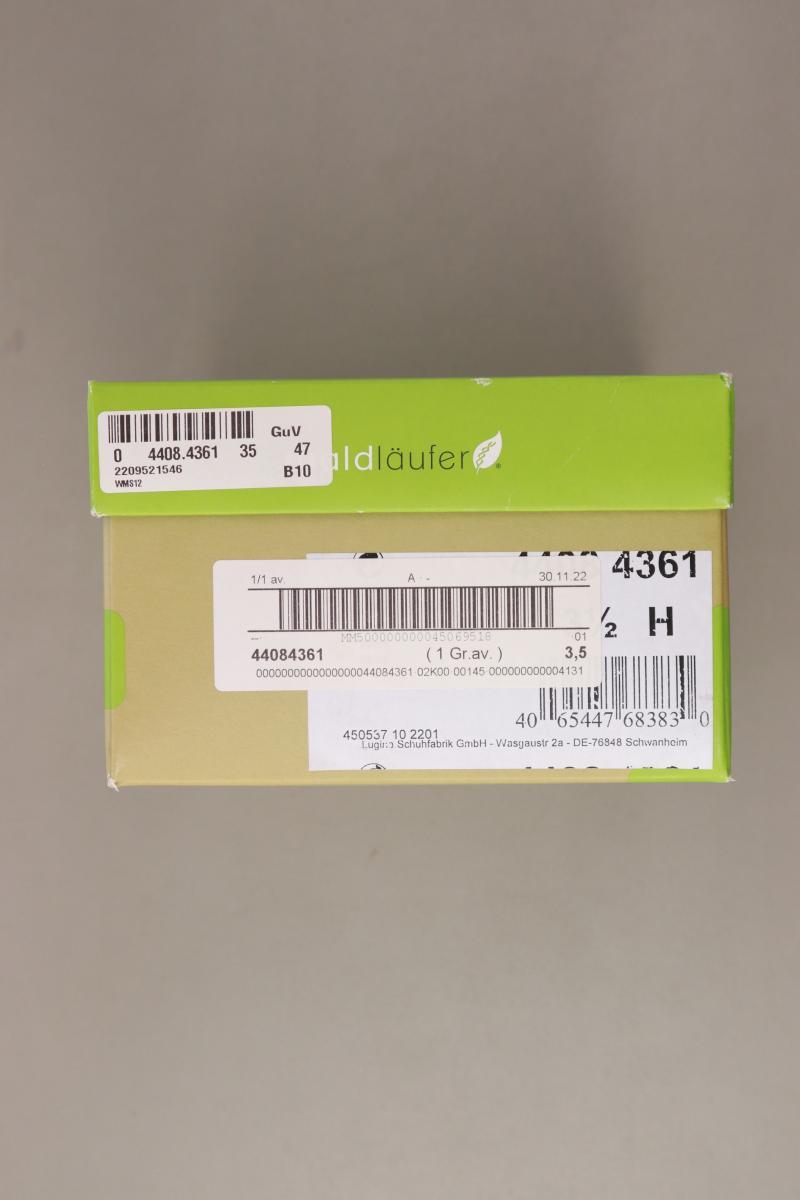 GuV
0 4408.4361 35 47
2209521546 B10
WMS12
aldläufer
4408.4361
1/1 av. A - 30.11.22
½ H
MM500000000045069518 01
44084361 ( 1 Gr.av. ) 3,5
0000000000000000044084361 02K00 00145 000000000004131
40 65447 68383 0
450537 10 2201
Lugina Schuhfabrik GmbH - Wasgaustr 2a - DE-76848 Schwanheim